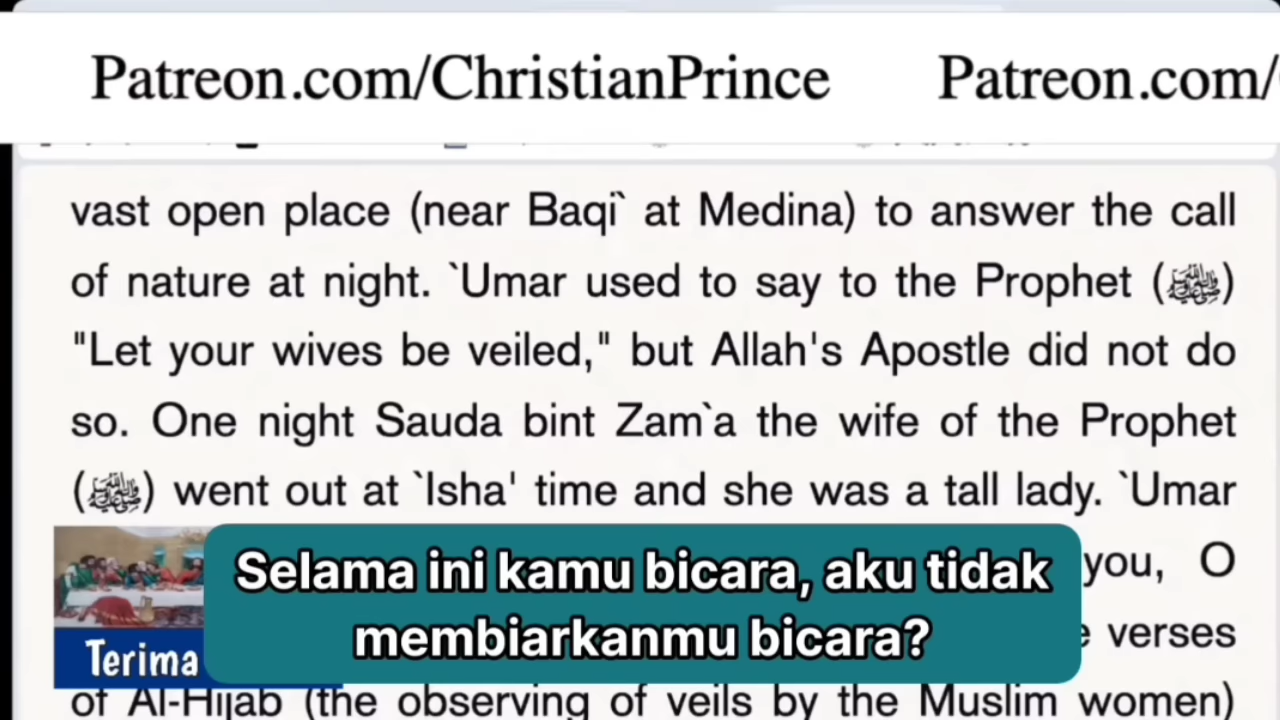 Patreon.com/ChristianPrince Patreon.com/
vast open place (near Baqi` at Medina) to answer the call
of nature at night. `Umar used to say to the Prophet (ﷺ)
"Let your wives be veiled," but Allah's Apostle did not do
so. One night Sauda bint Zam`a the wife of the Prophet
(ﷺ) went out at `Isha' time and she was a tall lady. `Umar
you, O
Selama ini kamu bicara, aku tidak
membiarkanmu bicara?
verses
Terima
of Al-Hijab (the observing of veils by the Muslim women)